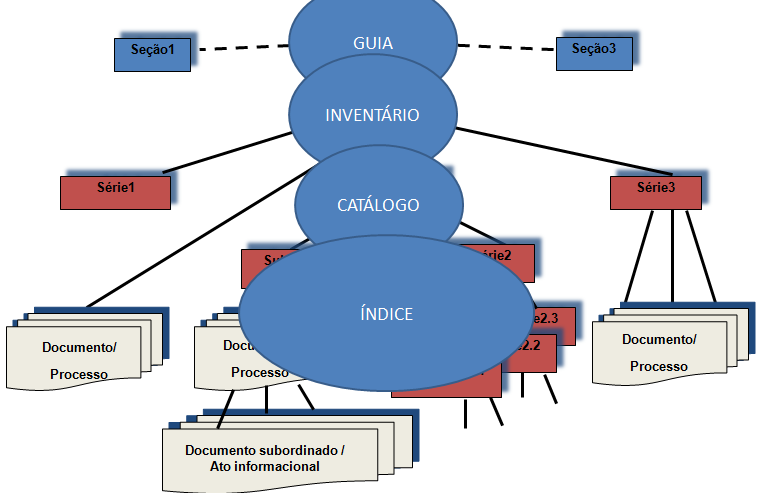 GUIA
Seção1
Seção3
INVENTÁRIO
Série1
Série3
CATÁLOGO
ÍNDICE
Documento/
Processo
Processo
Documento/
Processo
Documento subordinado /
Ato informacional